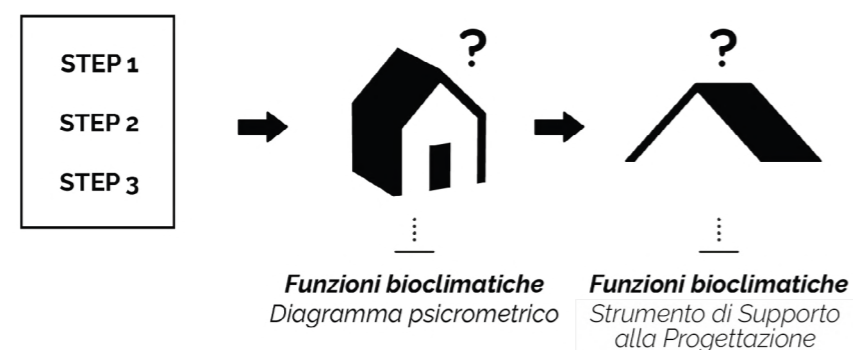 STEP 1
STEP 2
STEP 3
?
?
Funzioni bioclimatiche
Diagramma psicrometrico
Funzioni bioclimatiche
Strumento di Supporto
alla Progettazione